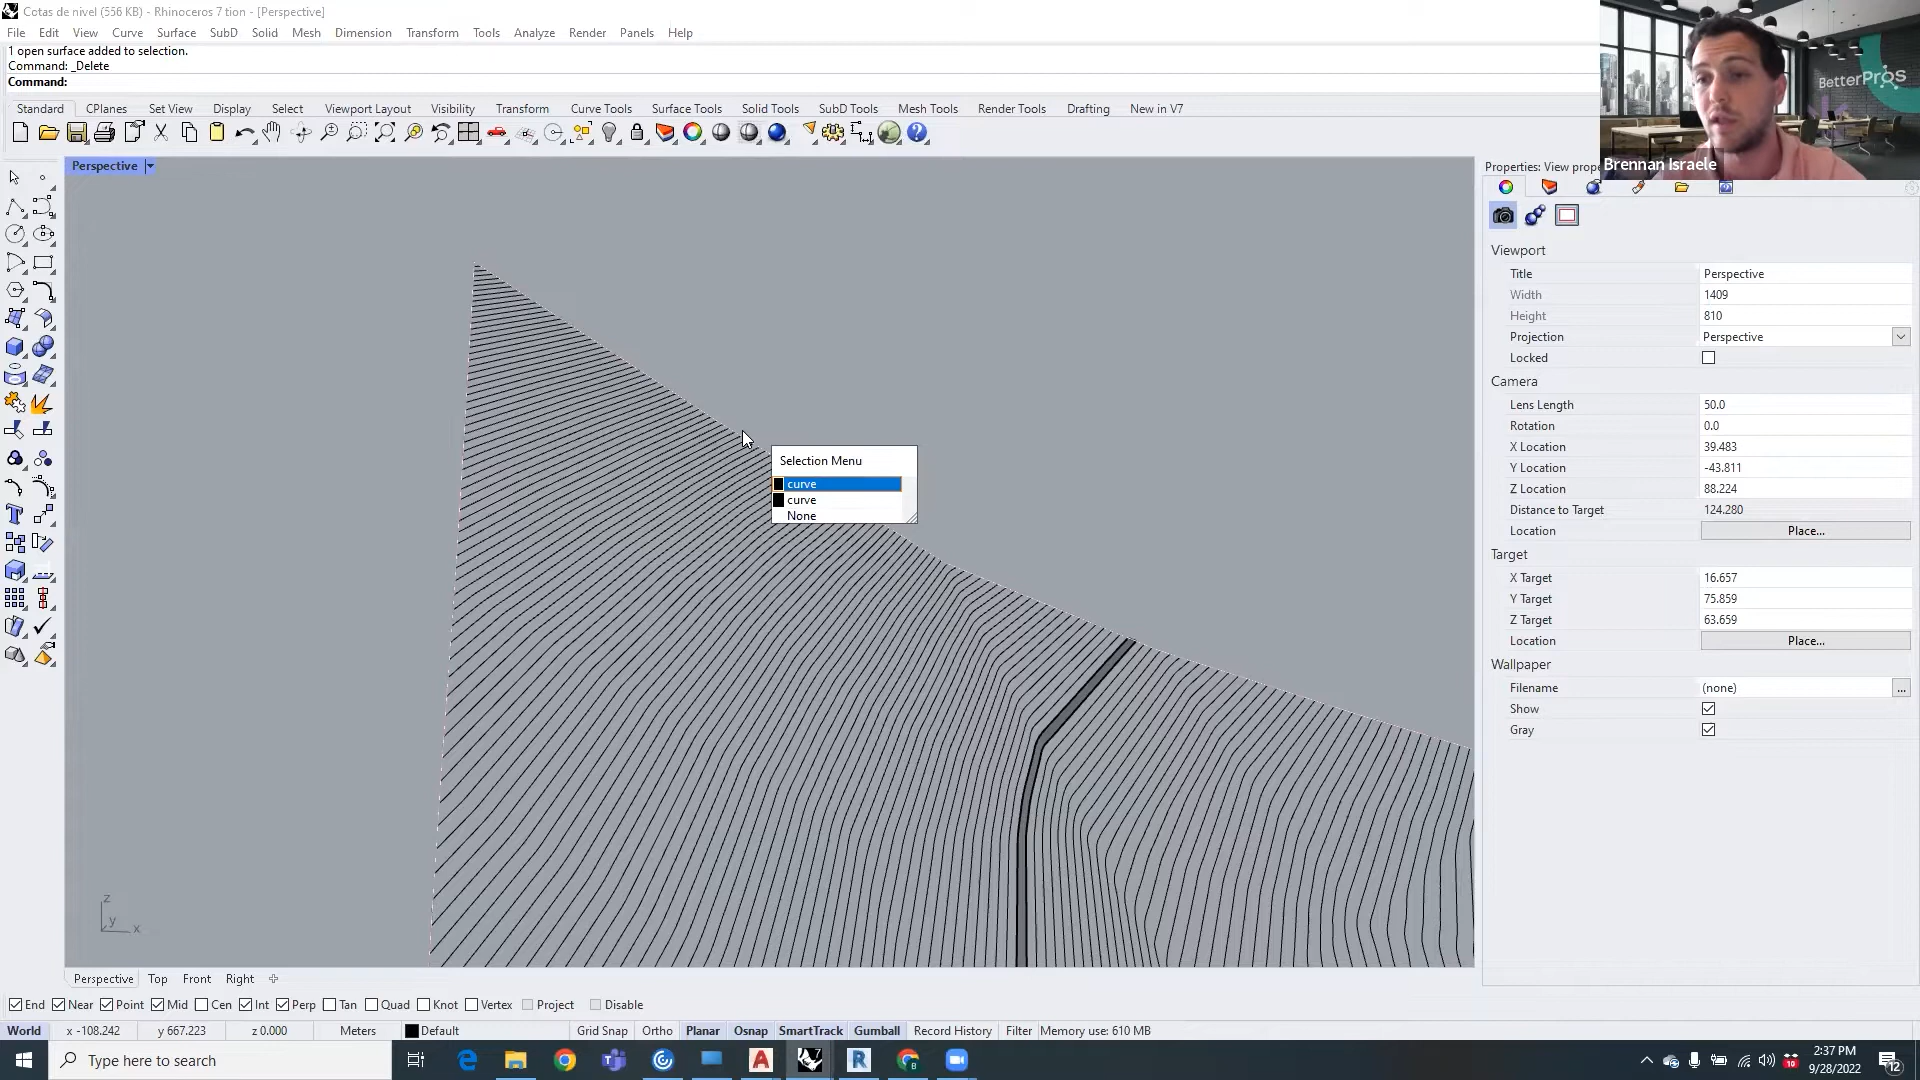 Cotas de nivel (556 KB) - Rhinoceros 7 tion - [Perspective]
File Edit View Curve Surface SubD Solid Mesh Dimension Transform Tools Analyze Render Panels Help
1 open surface added to selection.
Command: _Delete
Command:
Standard CPlanes Set View Display Select Viewport Layout Visibility Transform Curve Tools Surface Tools Solid Tools SubD Tools Mesh Tools Render Tools Drafting New in V7
BetterPros
Brennan Israele
Perspective
Properties: View prope
Selection Menu
curve
curve
None
Viewport
Title Perspective
Width 1409
Height 810
Projection Perspective
Locked
Camera
Lens Length 50.0
Rotation 0.0
X Location 39.483
Y Location -43.811
Z Location 88.224
Distance to Target 124.280
Location Place...
Target
X Target 16.657
Y Target 75.859
Z Target 63.659
Location Place...
Wallpaper
Filename (none) ...
Show
Gray
z
y
x
Perspective Top Front Right
End Near Point Mid Cen Int Perp Tan Quad Knot Vertex Project Disable
World x -108.242 y 667.223 z 0.000 Meters Default Grid Snap Ortho Planar Osnap SmartTrack Gumball Record History Filter Memory use: 610 MB
Type here to search
2:37 PM
9/28/2022
12